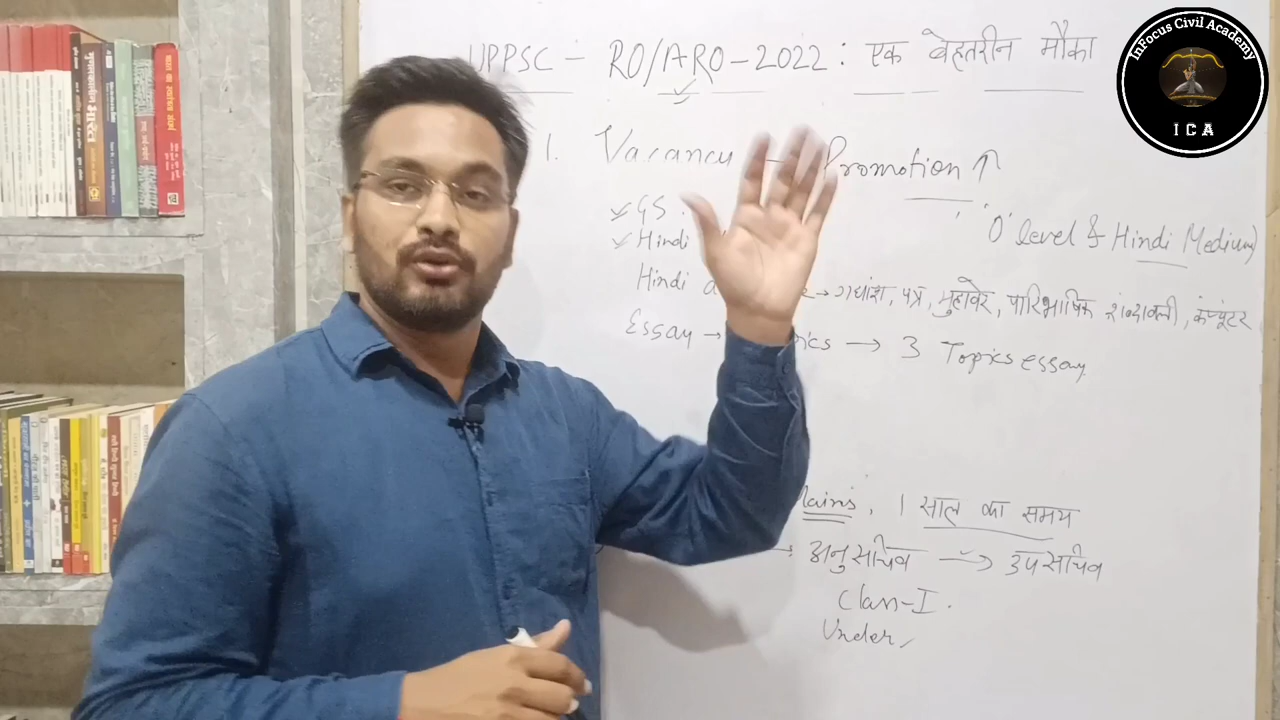 UPPSC - RO/ARO-2022 : एक बेहतरीन मौका
InFocus Civil Academy
ICA
1. Vacancy → Promotion ↑
✓ GS.
'O' level & Hindi Medium)
✓ Hindi
Hindi → गद्यांश, पत्र, मुहावरे, पारिभाषिक शब्दावली, कंप्यूटर
Essay → → 3 Topics essay
Mains, 1 साल का समय
→ अनुसचिव → उपसचिव
Class-I.
Under